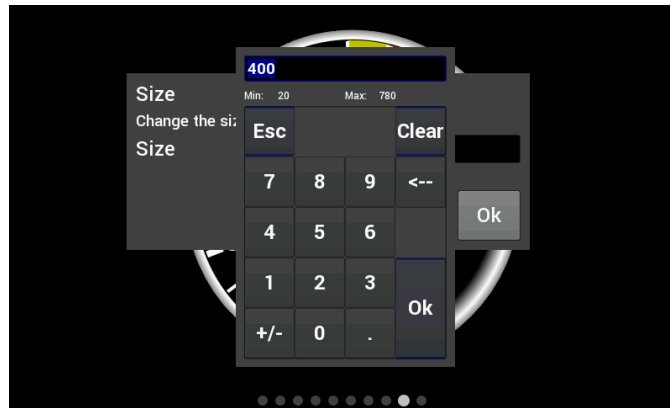 400
Min: 20 Max: 780
Size
Change the siz
Size
Esc Clear
7 8 9 <--
4 5 6
1 2 3
Ok
+/- 0 .
Ok